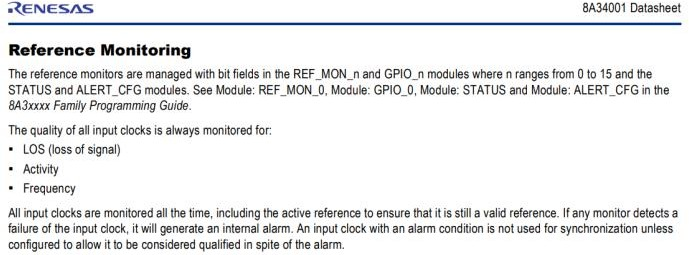 RENESAS
8A34001 Datasheet
Reference Monitoring
The reference monitors are managed with bit fields in the REF_MON_n and GPIO_n modules where n ranges from 0 to 15 and the
STATUS and ALERT_CFG modules. See Module: REF_MON_0, Module: GPIO_0, Module: STATUS and Module: ALERT_CFG in the
8A3xxxx Family Programming Guide.
The quality of all input clocks is always monitored for:
▪ LOS (loss of signal)
▪ Activity
▪ Frequency
All input clocks are monitored all the time, including the active reference to ensure that it is still a valid reference. If any monitor detects a
failure of the input clock, it will generate an internal alarm. An input clock with an alarm condition is not used for synchronization unless
configured to allow it to be considered qualified in spite of the alarm.